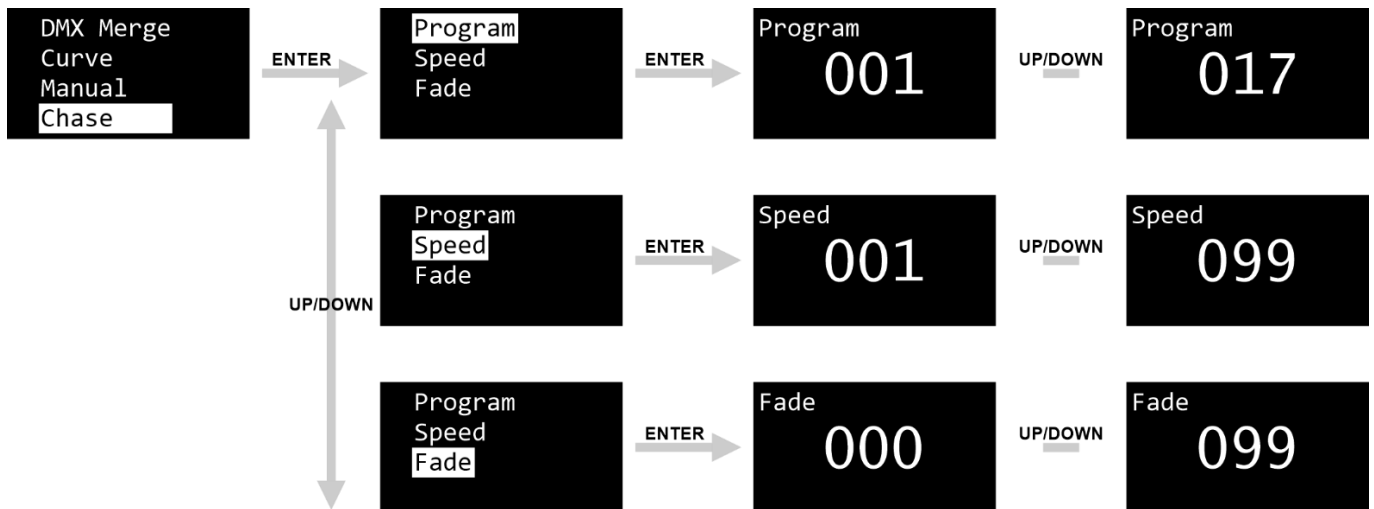 DMX Merge
Curve
Manual
Chase
ENTER
Program
Speed
Fade
ENTER
Program
001
UP/DOWN
Program
017
UP/DOWN
Program
Speed
Fade
ENTER
Speed
001
UP/DOWN
Speed
099
Program
Speed
Fade
ENTER
Fade
000
UP/DOWN
Fade
099